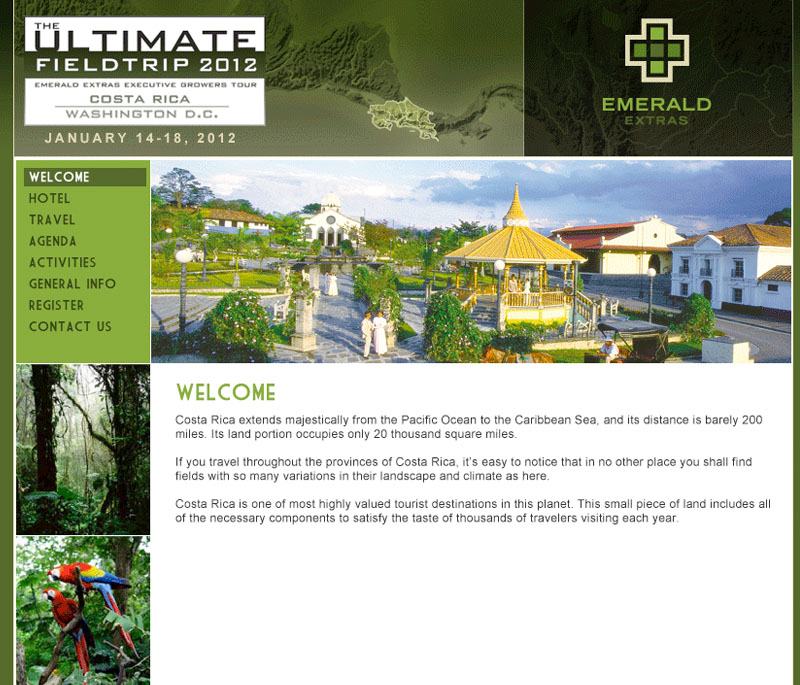 THE
ULTIMATE
FIELDTRIP 2012
EMERALD EXTRAS EXECUTIVE GROWERS TOUR
COSTA RICA
WASHINGTON D.C.
JANUARY 14-18, 2012
EMERALD
EXTRAS
WELCOME
HOTEL
TRAVEL
AGENDA
ACTIVITIES
GENERAL INFO
REGISTER
CONTACT US
WELCOME
Costa Rica extends majestically from the Pacific Ocean to the Caribbean Sea, and its distance is barely 200
miles. Its land portion occupies only 20 thousand square miles.
If you travel throughout the provinces of Costa Rica, it's easy to notice that in no other place you shall find
fields with so many variations in their landscape and climate as here.
Costa Rica is one of most highly valued tourist destinations in this planet. This small piece of land includes all
of the necessary components to satisfy the taste of thousands of travelers visiting each year.